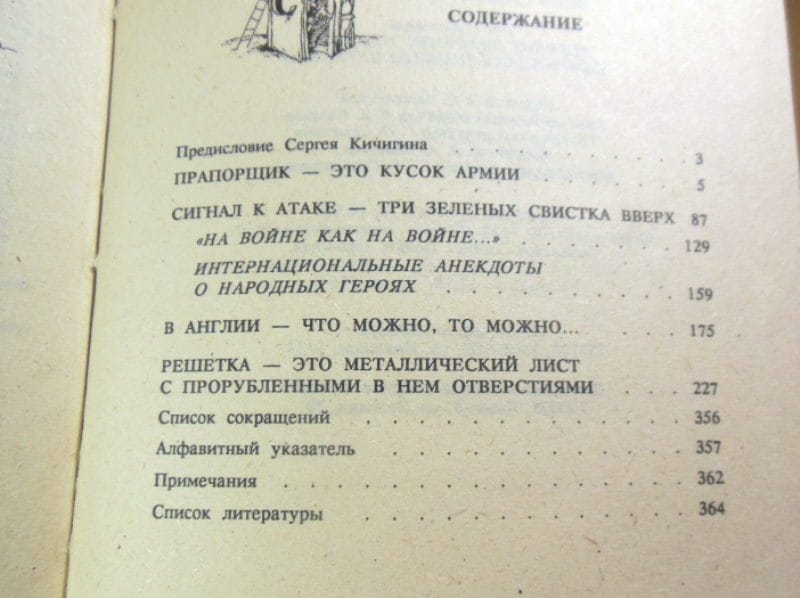 СОДЕРЖАНИЕ
Предисловие Сергея Кичигина . . . . . . . . . 3
ПРАПОРЩИК — ЭТО КУСОК АРМИИ . . . . . . 5
СИГНАЛ К АТАКЕ — ТРИ ЗЕЛЕНЫХ СВИСТКА ВВЕРХ 87
«НА ВОЙНЕ КАК НА ВОЙНЕ...» . . . . . . . 129
ИНТЕРНАЦИОНАЛЬНЫЕ АНЕКДОТЫ
О НАРОДНЫХ ГЕРОЯХ . . . . . . . . . . 159
В АНГЛИИ — ЧТО МОЖНО, ТО МОЖНО... . . . 175
РЕШЕТКА — ЭТО МЕТАЛЛИЧЕСКИЙ ЛИСТ
С ПРОРУБЛЕННЫМИ В НЕМ ОТВЕРСТИЯМИ . . . 227
Список сокращений . . . . . . . . . . . . 356
Алфавитный указатель . . . . . . . . . . . 357
Примечания . . . . . . . . . . . . . . . 362
Список литературы . . . . . . . . . . . . 364